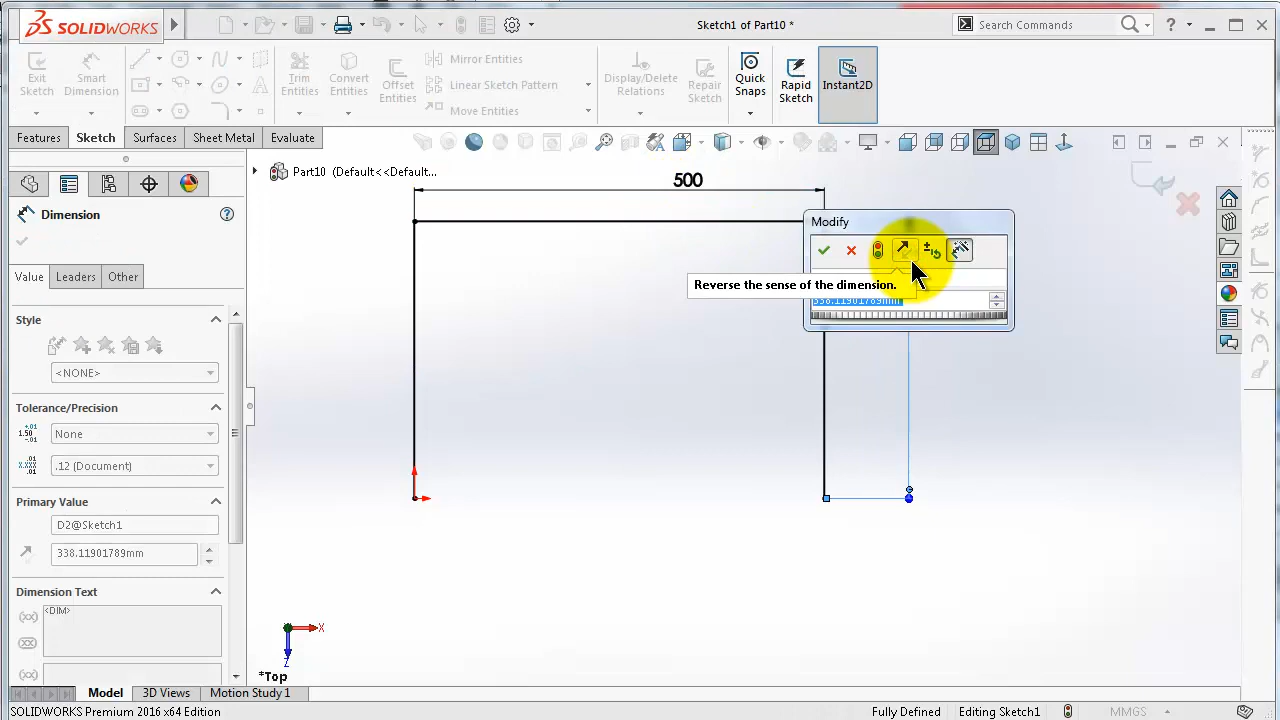 SOLIDWORKS
Sketch1 of Part10 *
Search Commands
Exit Sketch
Smart Dimension
Trim Entities
Convert Entities
Offset Entities
Mirror Entities
Linear Sketch Pattern
Move Entities
Display/Delete Relations
Repair Sketch
Quick Snaps
Rapid Sketch
Instant2D
Features
Sketch
Surfaces
Sheet Metal
Evaluate
Part10 (Default<<Default...
Dimension
Value
Leaders
Other
Style
<NONE>
Tolerance/Precision
None
.12 (Document)
Primary Value
D2@Sketch1
338.11901789mm
Dimension Text
<DIM>
500
Modify
Reverse the sense of the dimension.
338.11901789mm
X
Z
*Top
Model
3D Views
Motion Study 1
SOLIDWORKS Premium 2016 x64 Edition
Fully Defined
Editing Sketch1
MMGS